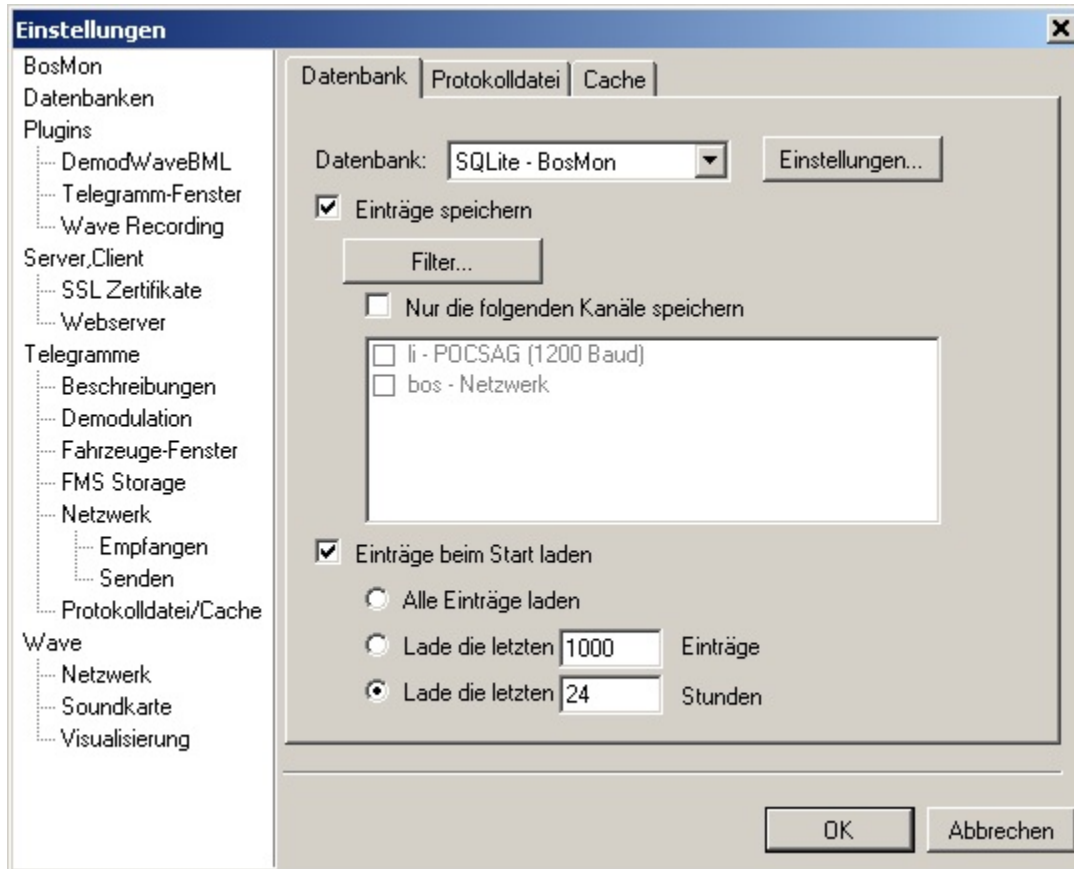 Einstellungen
BosMon
Datenbanken
Plugins
DemodWaveBML
Telegramm-Fenster
Wave Recording
Server,Client
SSL Zertifikate
Webserver
Telegramme
Beschreibungen
Demodulation
Fahrzeuge-Fenster
FMS Storage
Netzwerk
Empfangen
Senden
Protokolldatei/Cache
Wave
Netzwerk
Soundkarte
Visualisierung
Datenbank Protokolldatei Cache
Datenbank: SQLite - BosMon Einstellungen...
Einträge speichern
Filter...
Nur die folgenden Kanäle speichern
li - POCSAG (1200 Baud)
bos - Netzwerk
Einträge beim Start laden
Alle Einträge laden
Lade die letzten 1000 Einträge
Lade die letzten 24 Stunden
OK Abbrechen